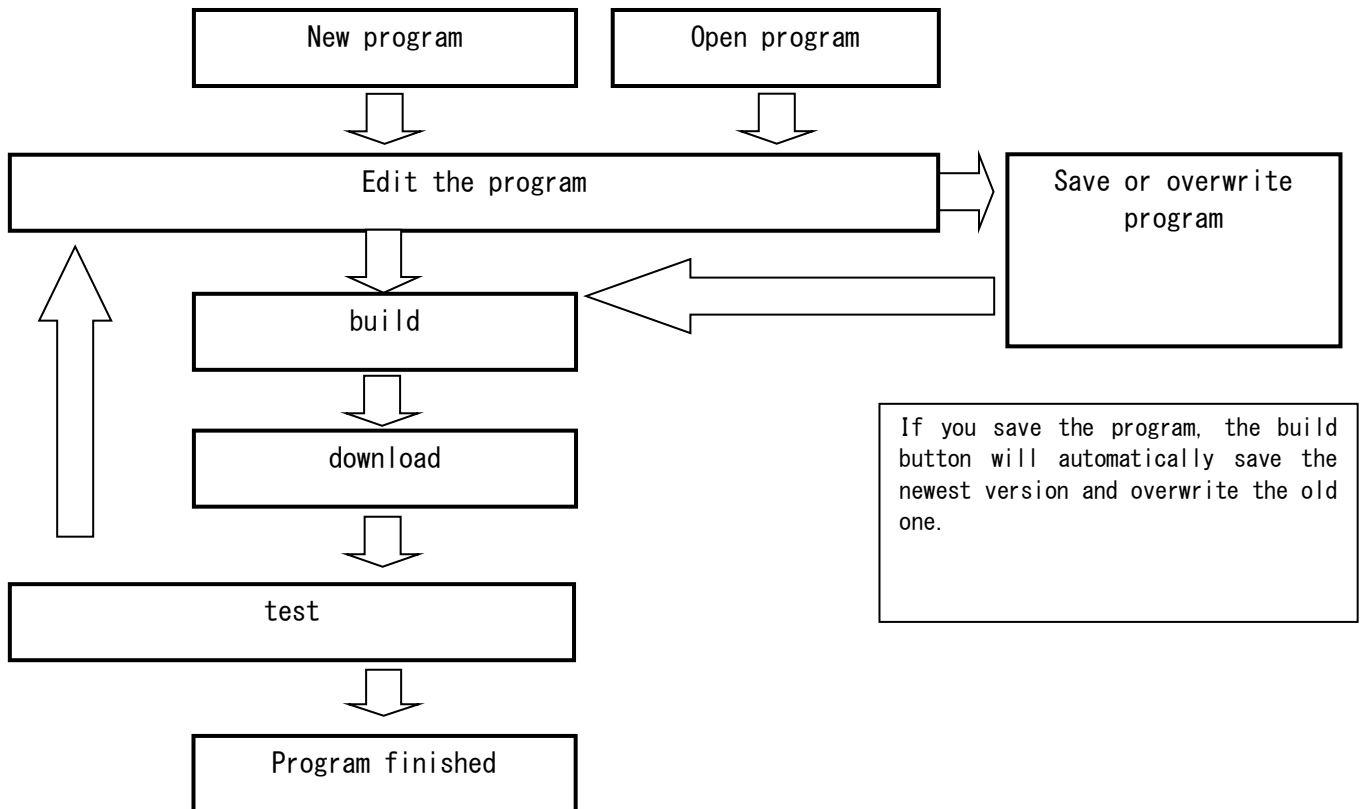 New program
Open program
Edit the program
Save or overwrite
program
build
download
If you save the program, the build
button will automatically save the
newest version and overwrite the old
one.
test
Program finished